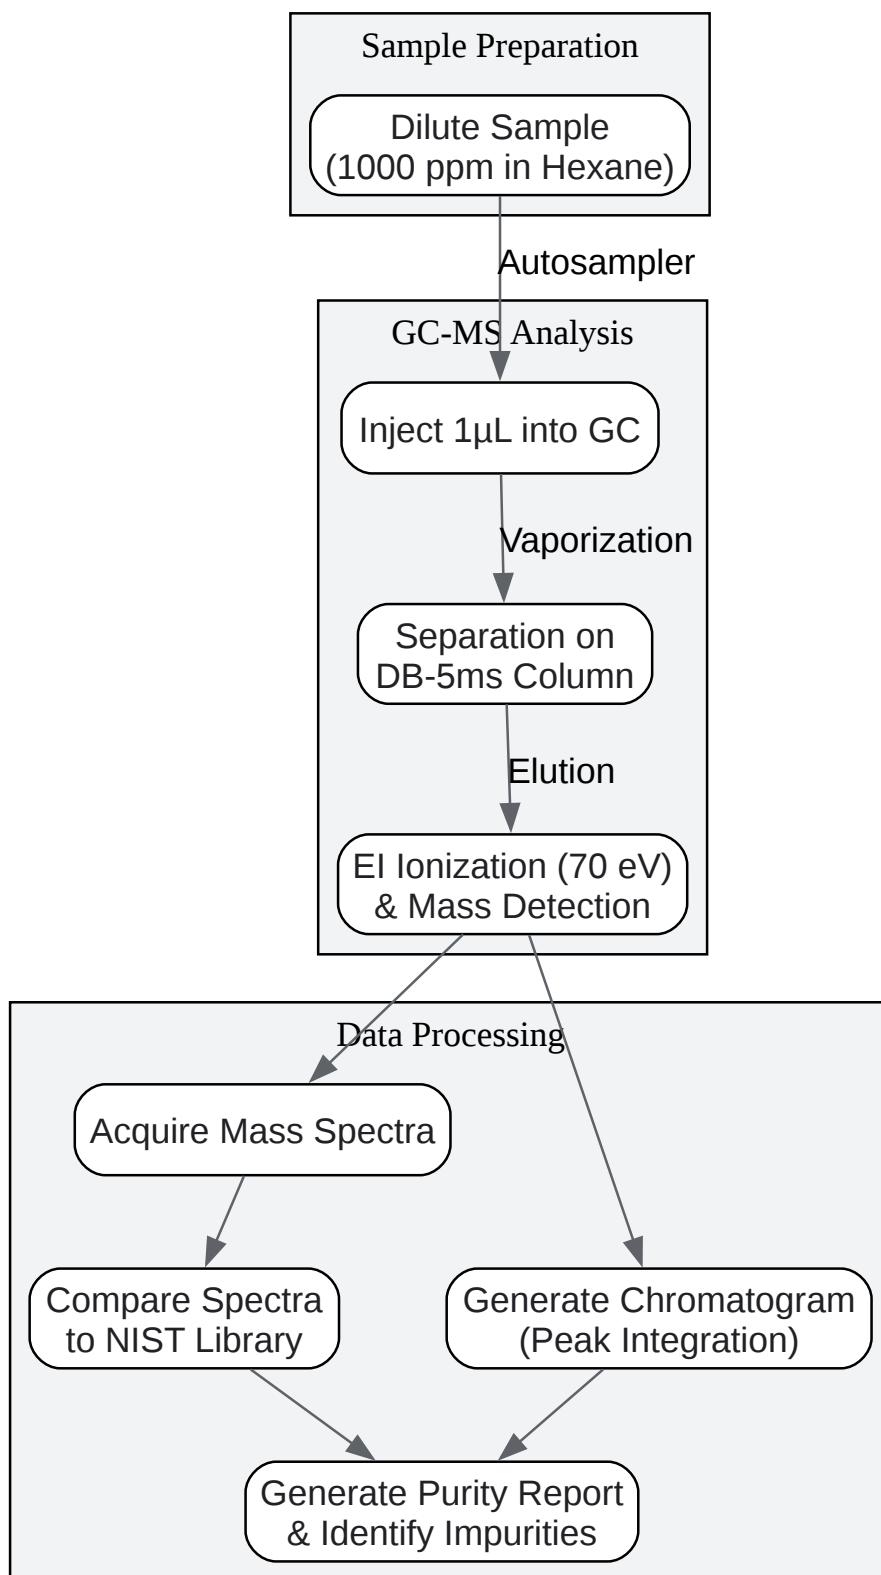 Sample Preparation
Dilute Sample
(1000 ppm in Hexane)
Autosampler
GC-MS Analysis
Inject 1µL into GC
Vaporization
Separation on
DB-5ms Column
Elution
EI Ionization (70 eV)
& Mass Detection
Data Processing
Acquire Mass Spectra
Compare Spectra
to NIST Library
Generate Chromatogram
(Peak Integration)
Generate Purity Report
& Identify Impurities